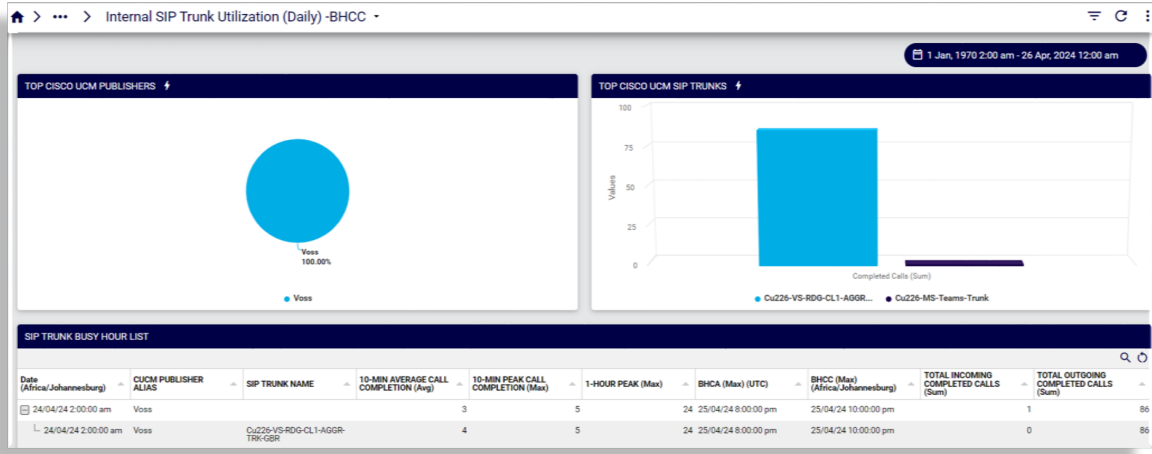 Internal SIP Trunk Utilization (Daily) -BHCC
1 Jan, 1970 2:00 am - 26 Apr, 2024 12:00 am
TOP CISCO UCM PUBLISHERS
Voss
100.00%
Voss
TOP CISCO UCM SIP TRUNKS
100
75
50
25
0
Values
Completed Calls (Sum)
Cu226-VS-RDG-CL1-AGGR... Cu226-MS-Teams-Trunk
SIP TRUNK BUSY HOUR LIST
Date (Africa/Johannesburg) CUCM PUBLISHER ALIAS SIP TRUNK NAME 10-MIN AVERAGE CALL COMPLETION (Avg) 10-MIN PEAK CALL COMPLETION (Max) 1-HOUR PEAK (Max) BHCA (Max) (UTC) BHCC (Max) (Africa/Johannesburg) TOTAL INCOMING COMPLETED CALLS (Sum) TOTAL OUTGOING COMPLETED CALLS (Sum)
24/04/24 2:00:00 am Voss 3 5 24 25/04/24 8:00:00 pm 25/04/24 10:00:00 pm 1 86
24/04/24 2:00:00 am Voss Cu226-VS-RDG-CL1-AGGR-TRK-GBR 4 5 24 25/04/24 8:00:00 pm 25/04/24 10:00:00 pm 0 86